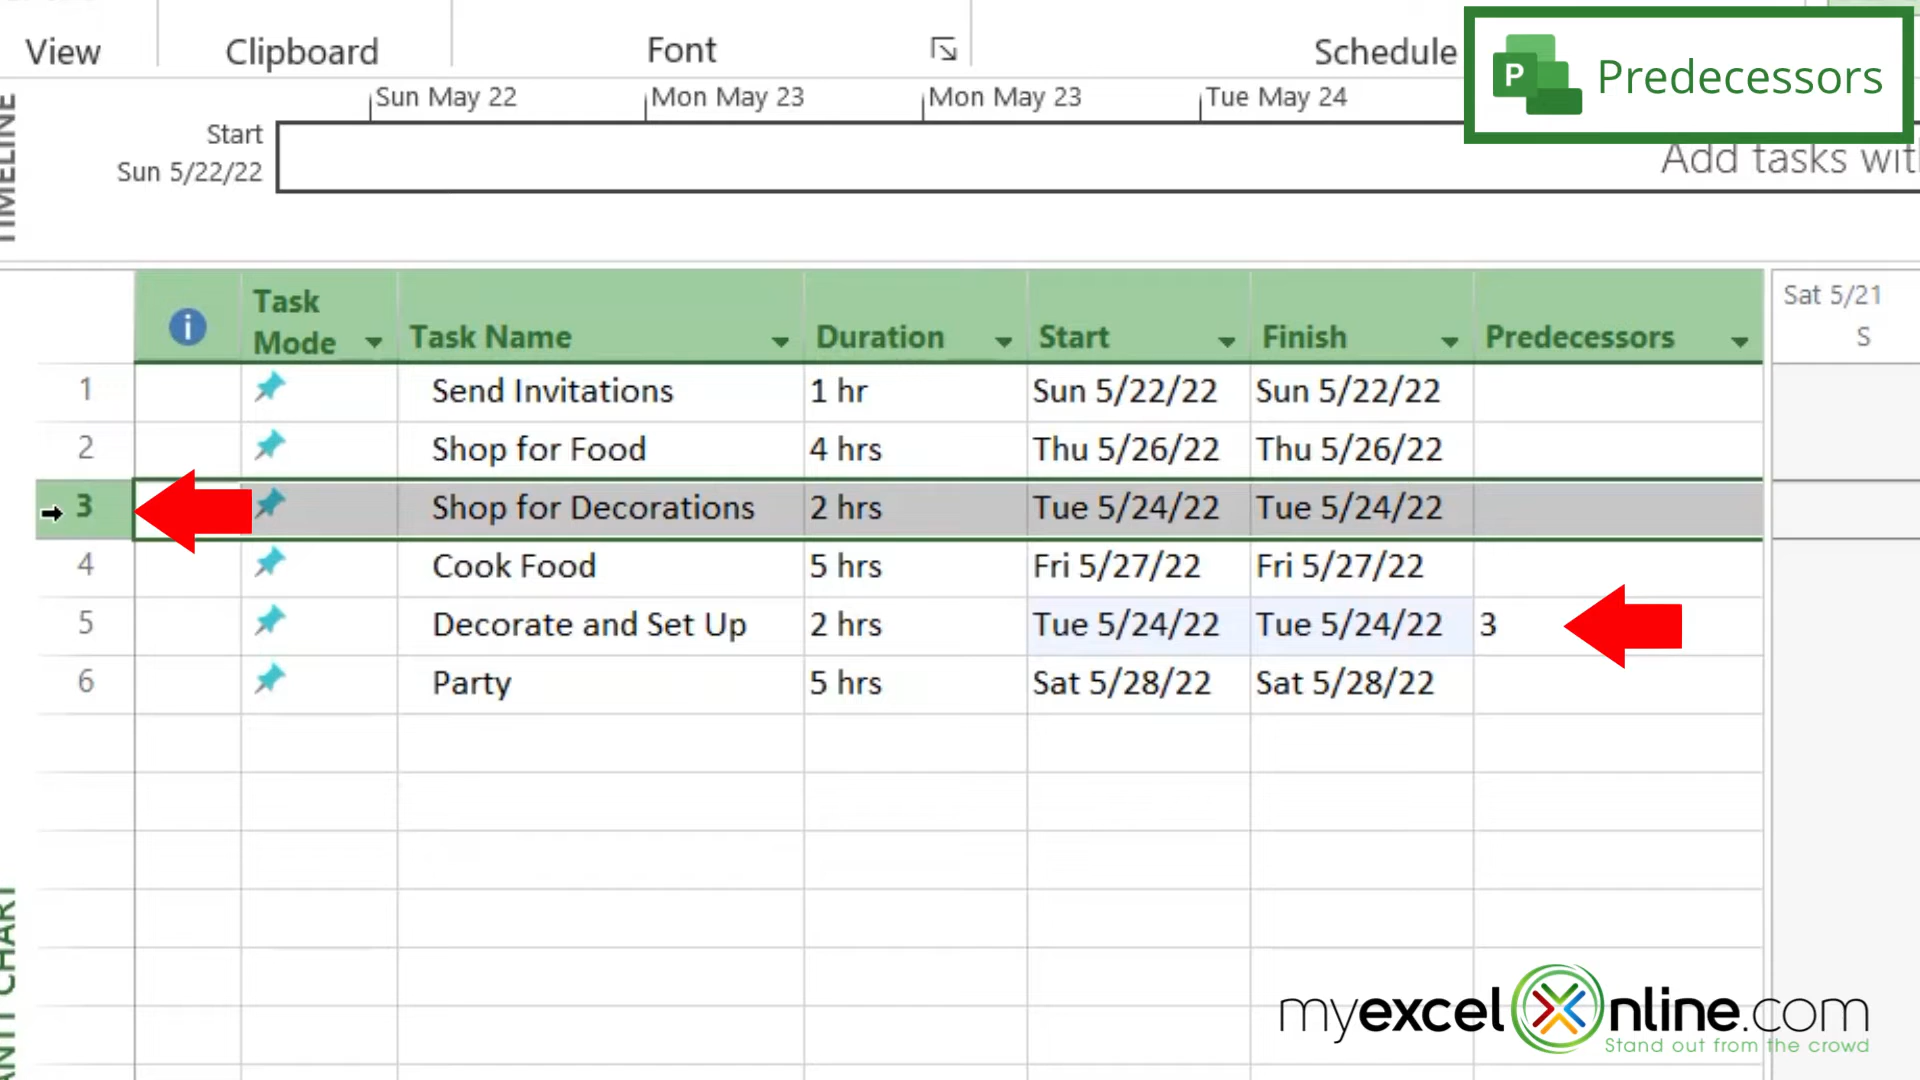 View Clipboard Font Schedule
P Predecessors
Sun May 22 Mon May 23 Mon May 23 Tue May 24
TIMELINE
Start
Sun 5/22/22
Add tasks wit
i Task Mode Task Name Duration Start Finish Predecessors
Sat 5/21
S
1 Send Invitations 1 hr Sun 5/22/22 Sun 5/22/22
2 Shop for Food 4 hrs Thu 5/26/22 Thu 5/26/22
3 Shop for Decorations 2 hrs Tue 5/24/22 Tue 5/24/22
4 Cook Food 5 hrs Fri 5/27/22 Fri 5/27/22
5 Decorate and Set Up 2 hrs Tue 5/24/22 Tue 5/24/22 3
6 Party 5 hrs Sat 5/28/22 Sat 5/28/22
ANTT CHART
myexcelOnline.com
Stand out from the crowd